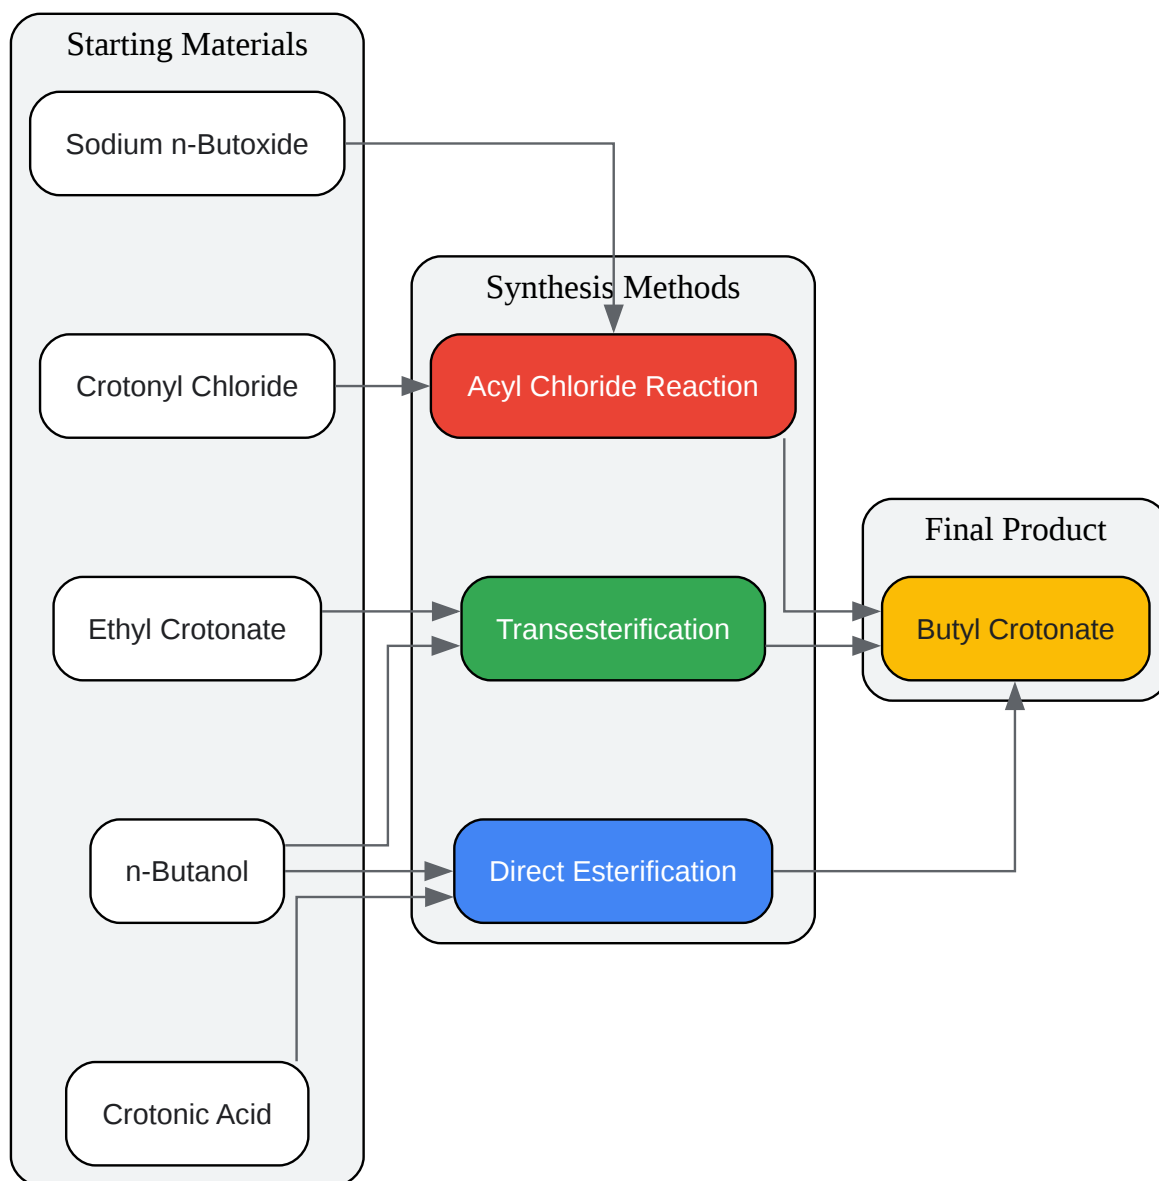 Starting Materials
Sodium n-Butoxide
Crotonyl Chloride
Ethyl Crotonate
n-Butanol
Crotonic Acid
Synthesis Methods
Acyl Chloride Reaction
Transesterification
Direct Esterification
Final Product
Butyl Crotonate